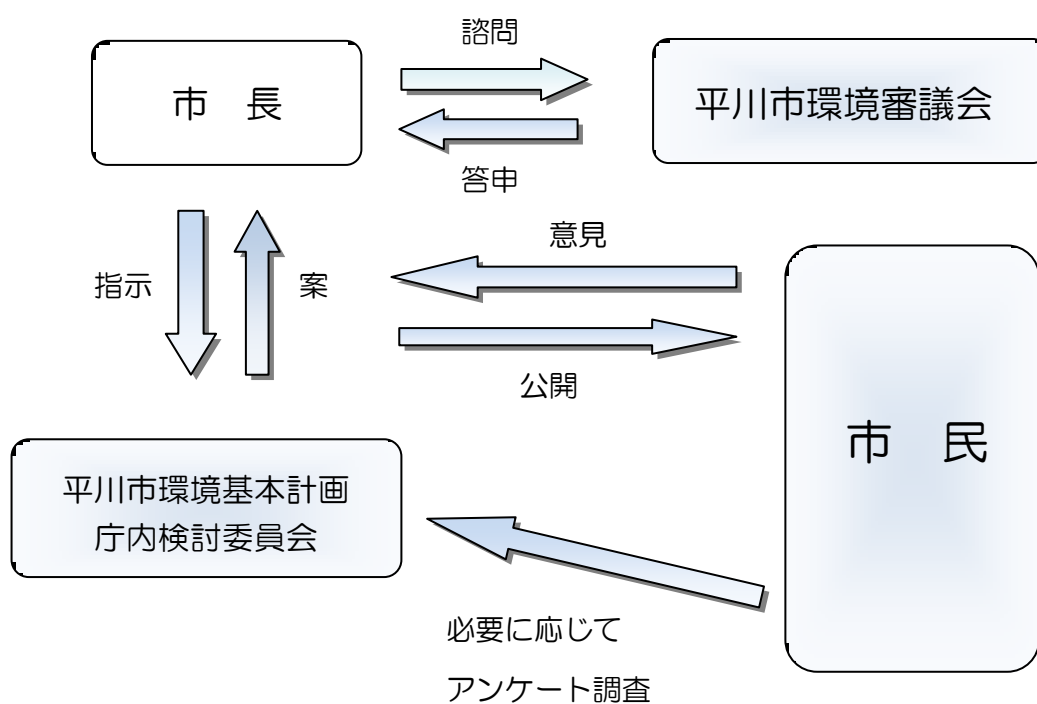 諮問
市　長
平川市環境審議会
答申
意見
指示
案
公開
市　民
平川市環境基本計画
庁内検討委員会
必要に応じて
アンケート調査